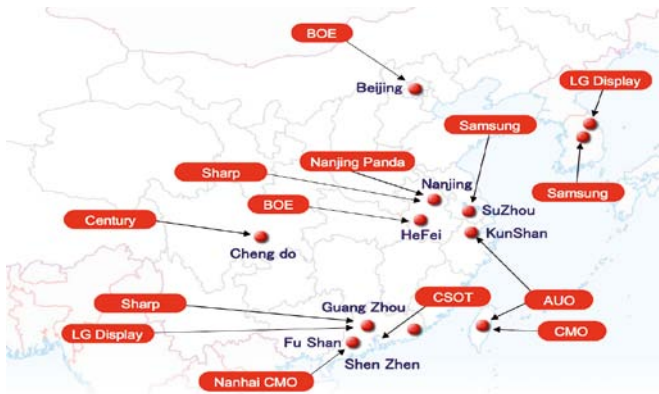 BOE
Beijing
LG Display
Samsung
Sharp
Nanjing Panda
Nanjing
Samsung
BOE
SuZhou
Century
HeFei
KunShan
Cheng do
Sharp
Guang Zhou
CSOT
AUO
LG Display
Fu Shan
CMO
Shen Zhen
Nanhai CMO